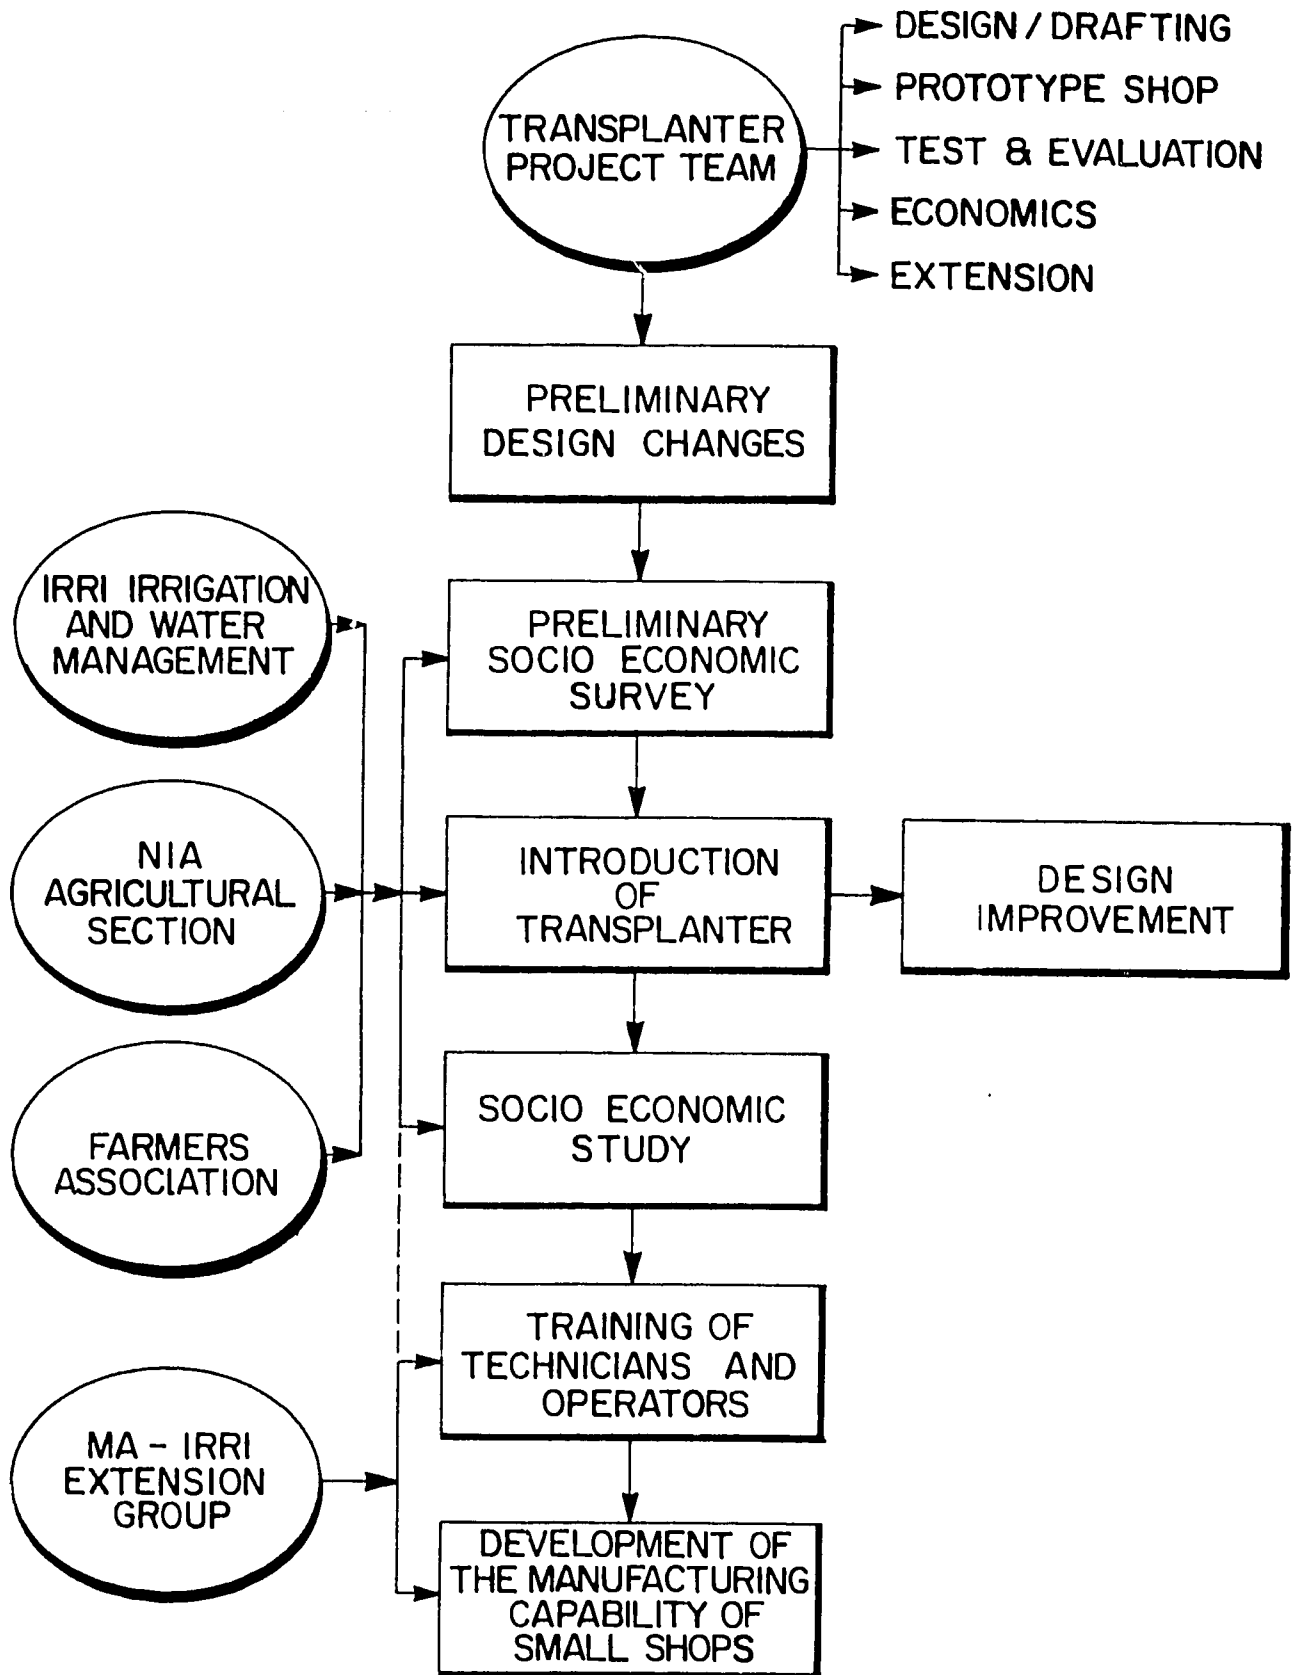 TRANSPLANTER
PROJECT TEAM
DESIGN / DRAFTING
PROTOTYPE SHOP
TEST & EVALUATION
ECONOMICS
EXTENSION
PRELIMINARY
DESIGN CHANGES
IRRI IRRIGATION
AND WATER
MANAGEMENT
PRELIMINARY
SOCIO ECONOMIC
SURVEY
NIA
AGRICULTURAL
SECTION
INTRODUCTION
OF
TRANSPLANTER
DESIGN
IMPROVEMENT
FARMERS
ASSOCIATION
SOCIO ECONOMIC
STUDY
TRAINING OF
TECHNICIANS AND
OPERATORS
MA - IRRI
EXTENSION
GROUP
DEVELOPMENT OF
THE MANUFACTURING
CAPABILITY OF
SMALL SHOPS